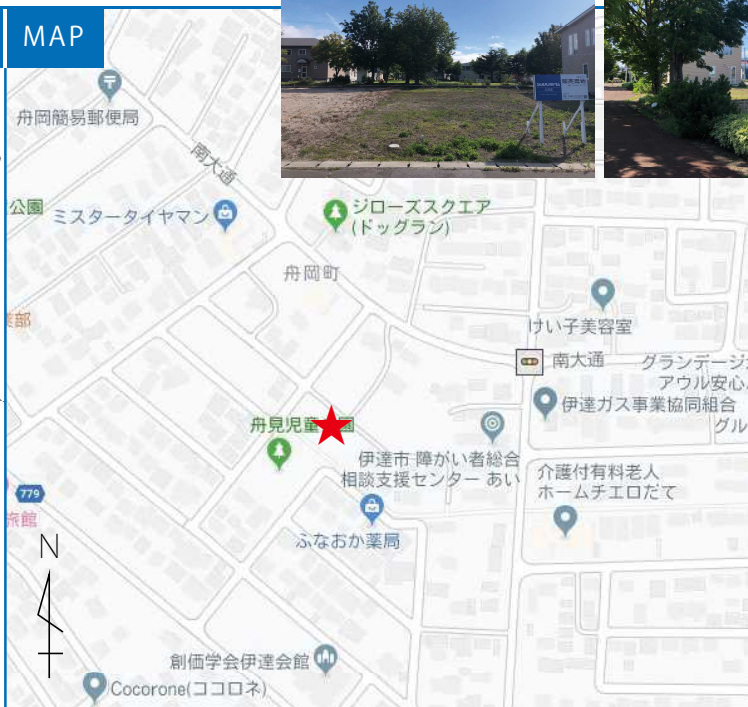 MAP
舟岡簡易郵便局
南大通
公園
ミスタータイヤマン
ジローズスクエア
(ドッグラン)
舟岡町
けい子美容室
業部
南大通
グランデージ
アウル安心
伊達ガス事業協同組合
グル
舟見児童
園
伊達市 障がい者総合
相談支援センター あい
介護付有料老人
ホームチエロだて
779
旅館
ふなおか薬局
N
創価学会伊達会館
Cocorone(ココロネ)